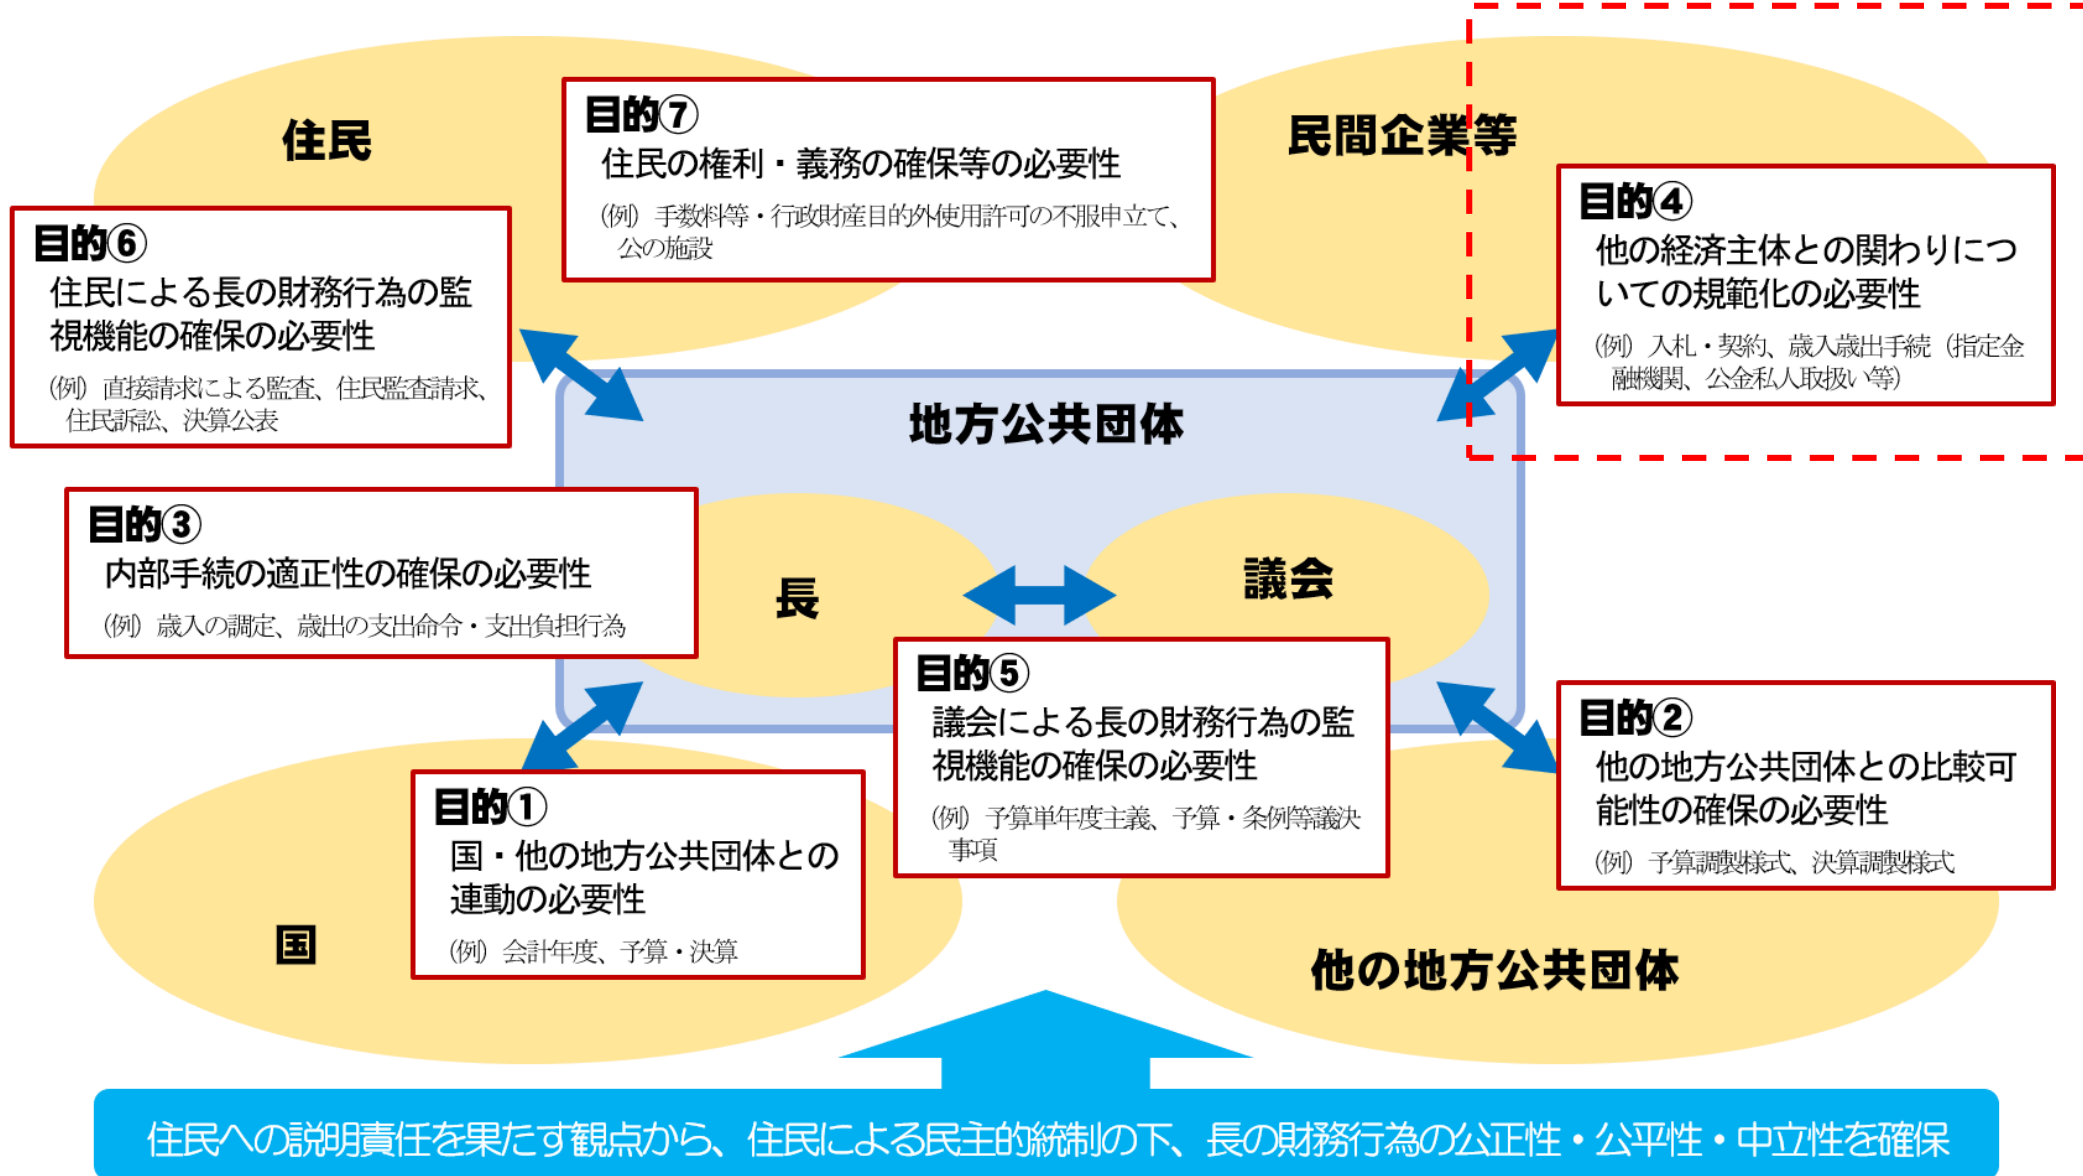 住民
目的⑦
住民の権利・義務の確保等の必要性
(例) 手数料等・行政財産目的外使用許可の不服申立て、
公の施設
民間企業等
目的④
他の経済主体との関わりにつ
いての規範化の必要性
(例) 入札・契約、歳入歳出手続（指定金
融機関、公金私人取扱い等）
目的⑥
住民による長の財務行為の監
視機能の確保の必要性
(例) 直接請求による監査、住民監査請求、
住民訴訟、決算公表
地方公共団体
目的③
内部手続の適正性の確保の必要性
(例) 歳入の調定、歳出の支出命令・支出負担行為
長
議会
目的⑤
議会による長の財務行為の監
視機能の確保の必要性
(例) 予算単年度主義、予算・条例等議決
事項
目的②
他の地方公共団体との比較可
能性の確保の必要性
(例) 予算調製様式、決算調製様式
目的①
国・他の地方公共団体との
連動の必要性
(例) 会計年度、予算・決算
国
他の地方公共団体
住民への説明責任を果たす観点から、住民による民主的統制の下、長の財務行為の公正性・公平性・中立性を確保